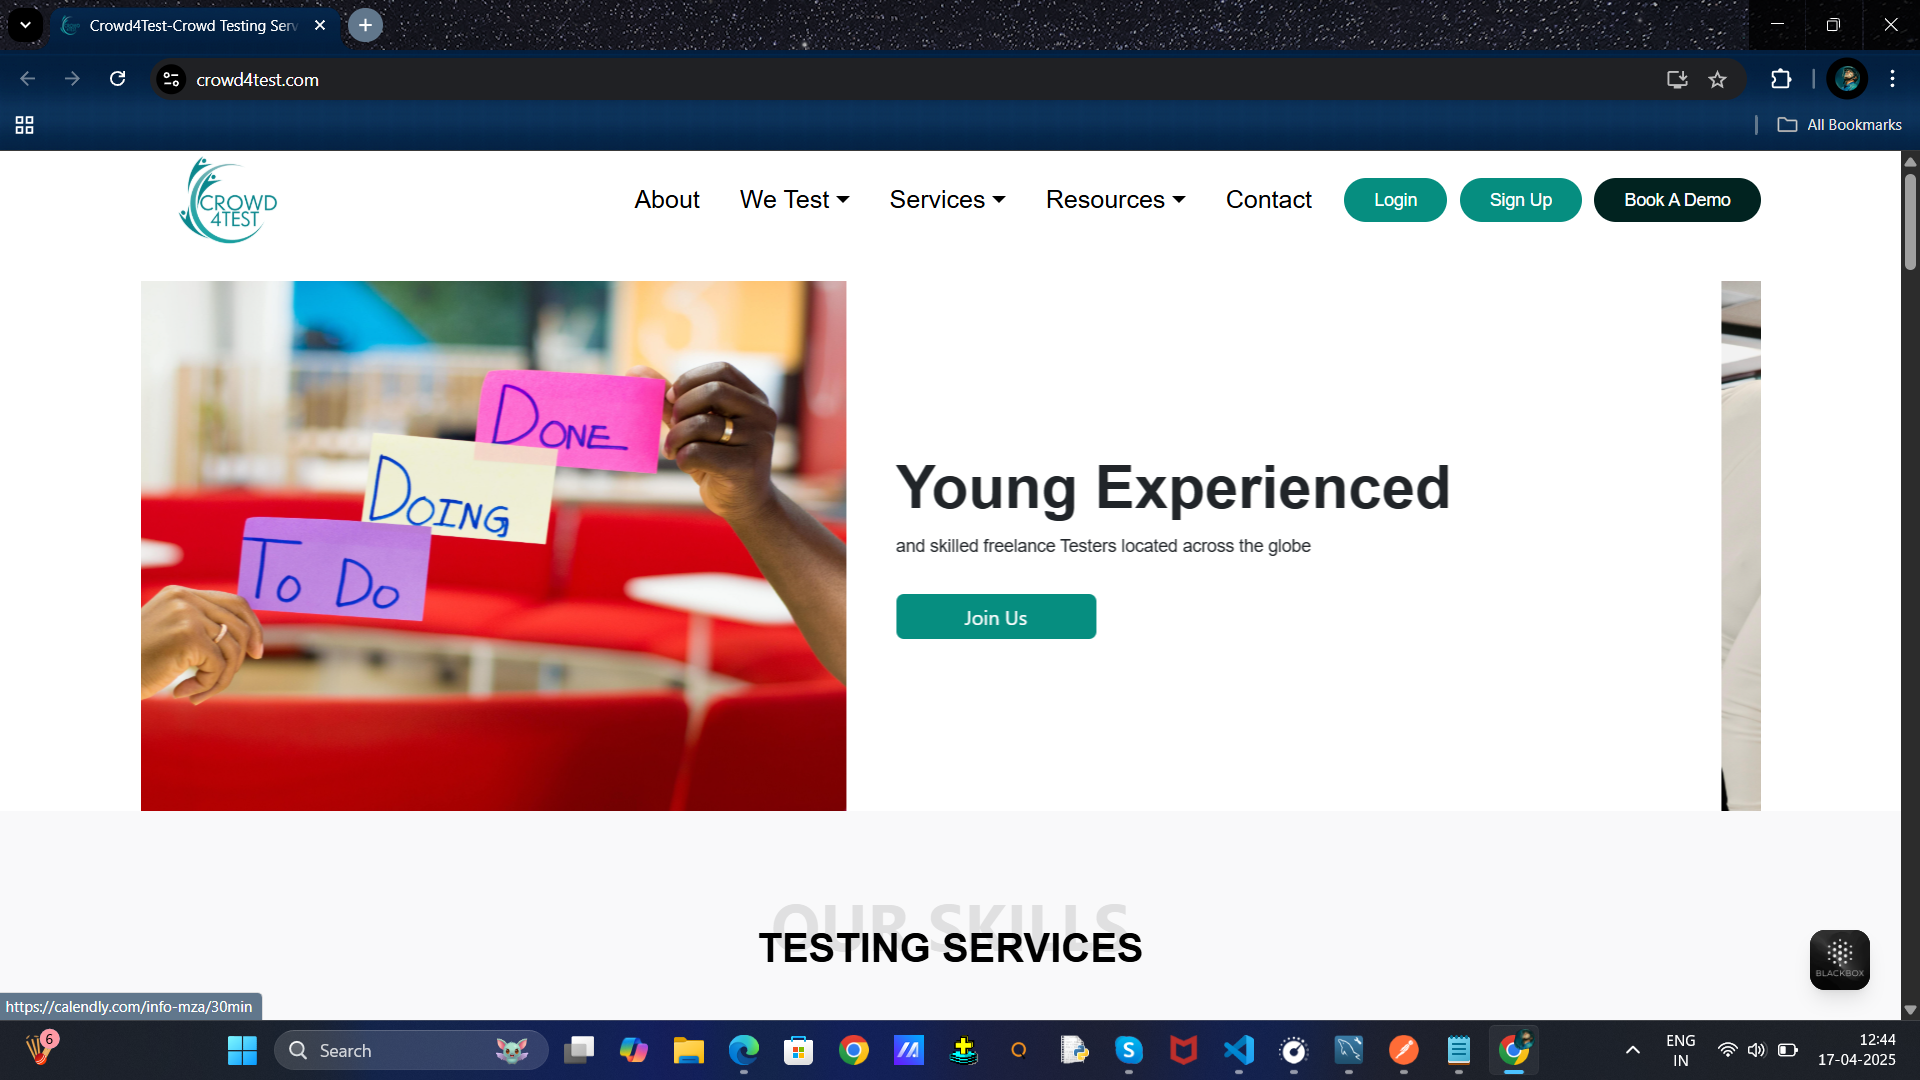 Crowd4Test-Crowd Testing Serv
crowd4test.com
All Bookmarks
CROWD
4TEST
About
We Test
Services
Resources
Contact
Login
Sign Up
Book A Demo
DONE
DOING
TO DO
Young Experienced
and skilled freelance Testers located across the globe
Join Us
OUR SKILLS
TESTING SERVICES
BLACKBOX
https://calendly.com/info-mza/30min
6
Search
ENG
IN
12:44
17-04-2025